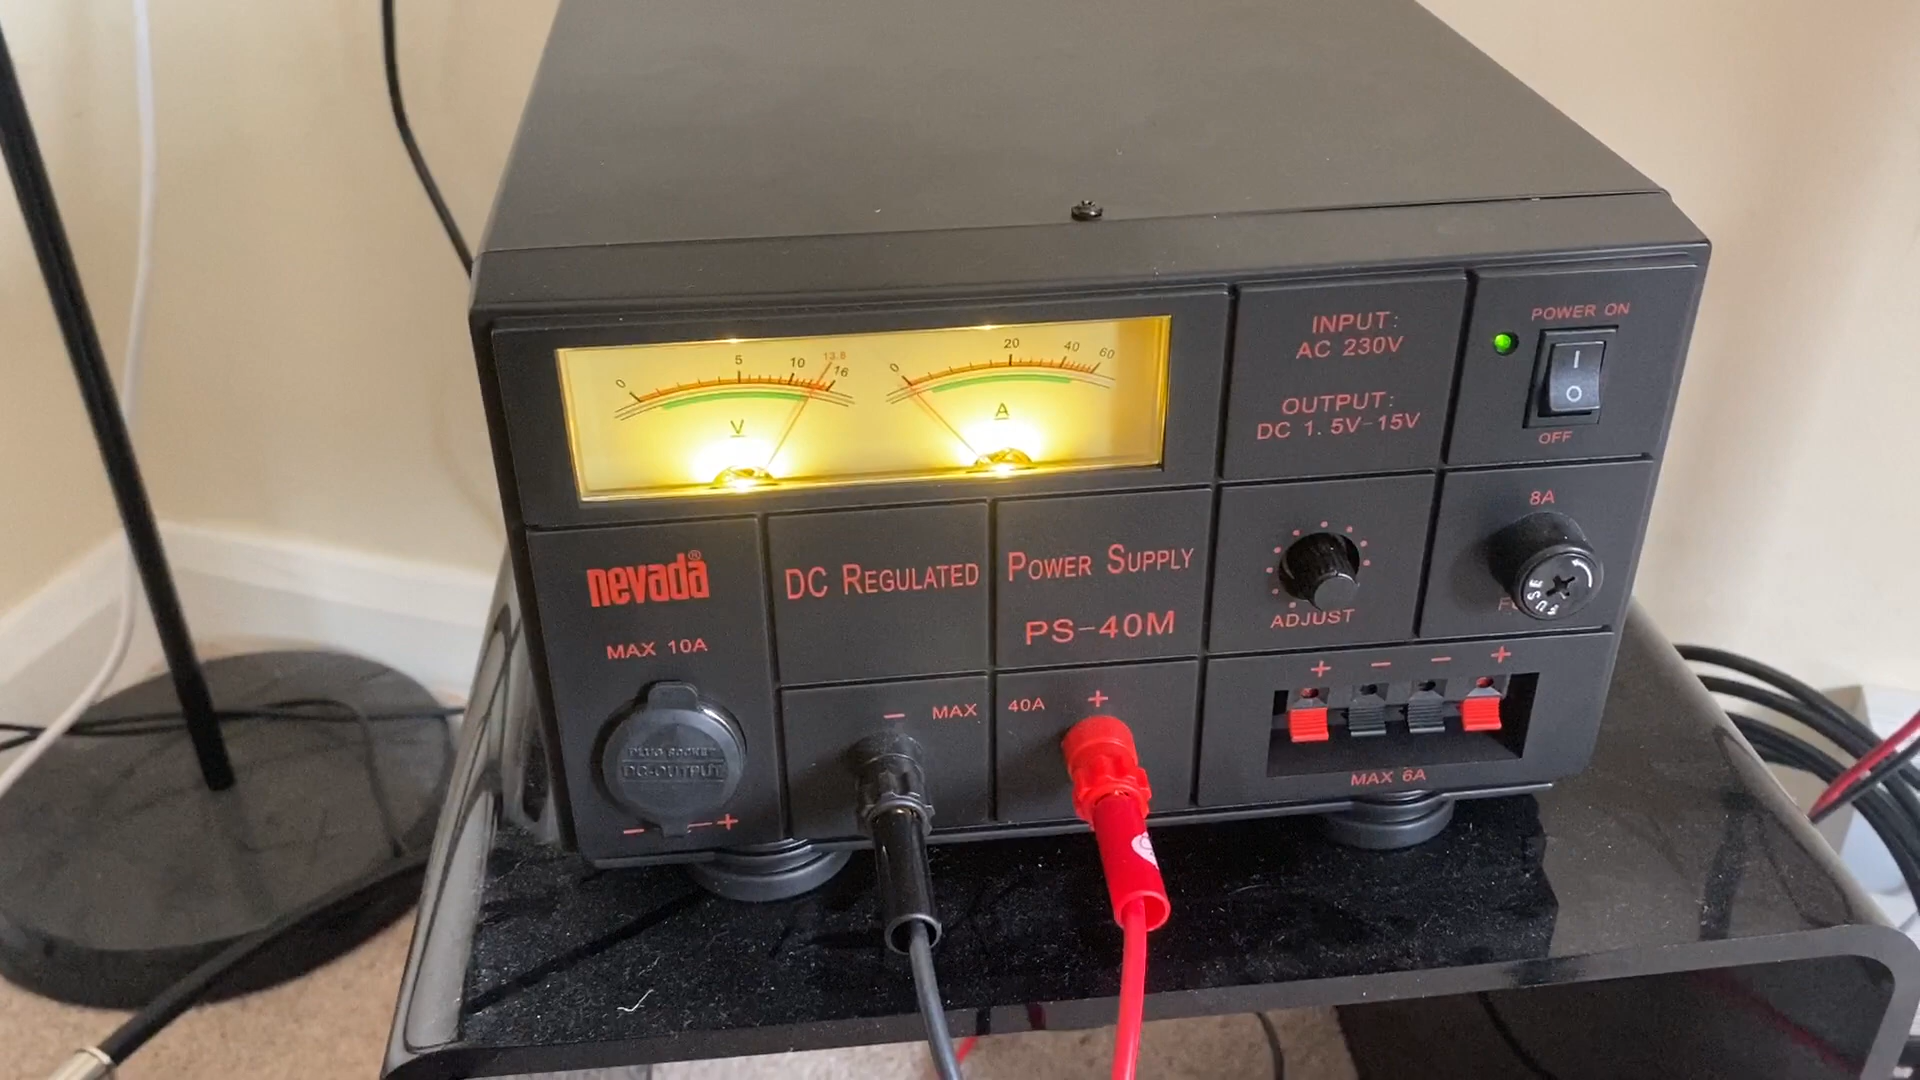 0 5 10 13.8 16
V
0 20 40 60
A
INPUT:
AC 230V
OUTPUT:
DC 1.5V-15V
POWER ON
I
O
OFF
nevada®
MAX 10A
DC REGULATED
POWER SUPPLY
PS-40M
ADJUST
8A
FUSE
PLUG SOCKET
DC-OUTPUT
− +
− MAX
40A +
+ − − +
MAX 6A